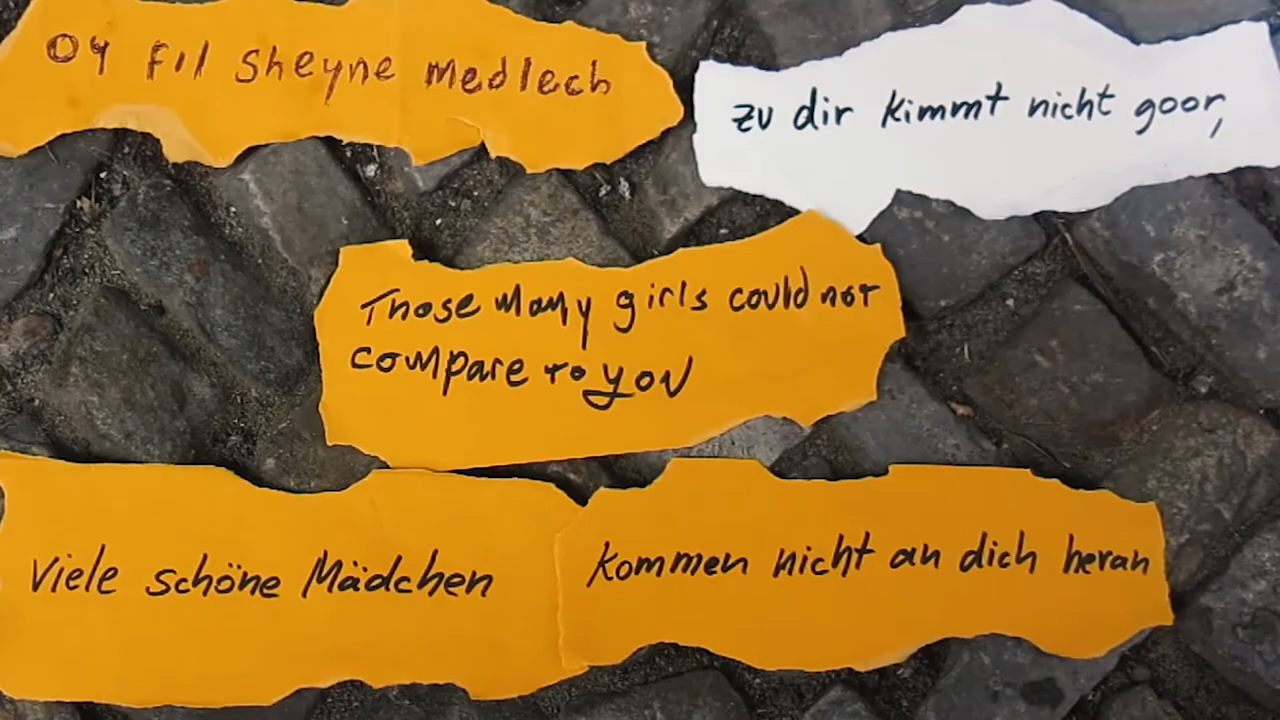 oy fil sheyne medlech
zu dir kimmt nicht goor,
Those many girls could not
compare to you
Viele schöne Mädchen
kommen nicht an dich heran